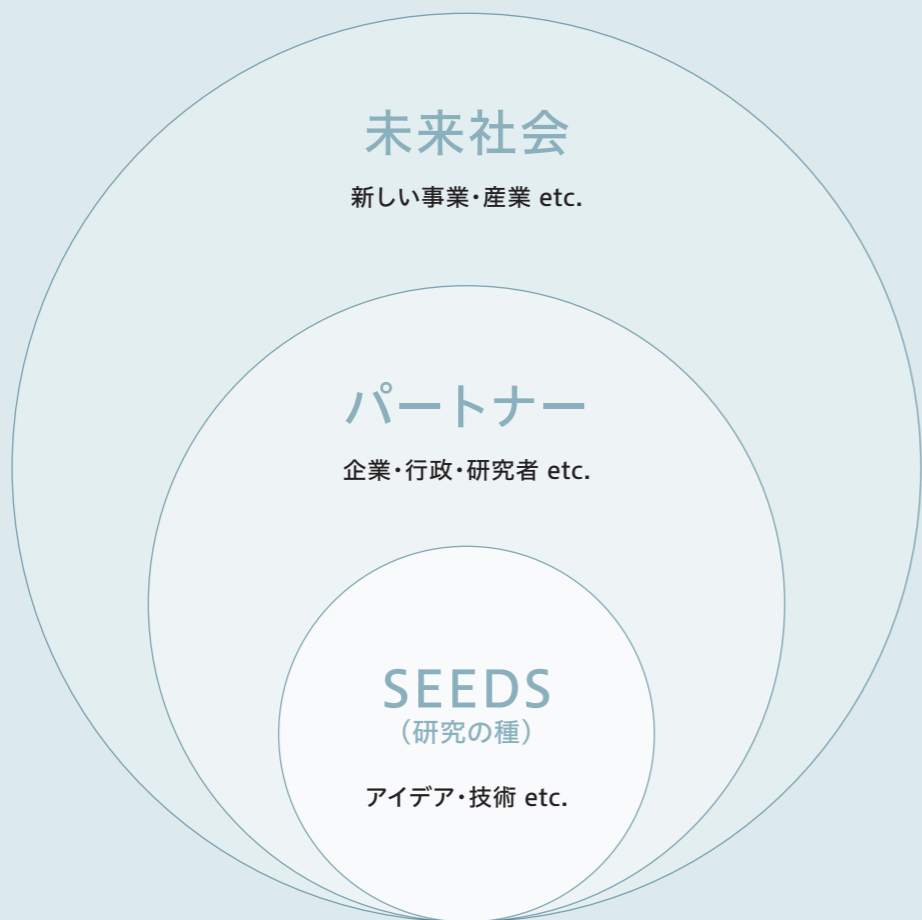 未来社会
新しい事業・産業 etc.
パートナー
企業・行政・研究者 etc.
SEEDS
（研究の種）
アイデア・技術 etc.